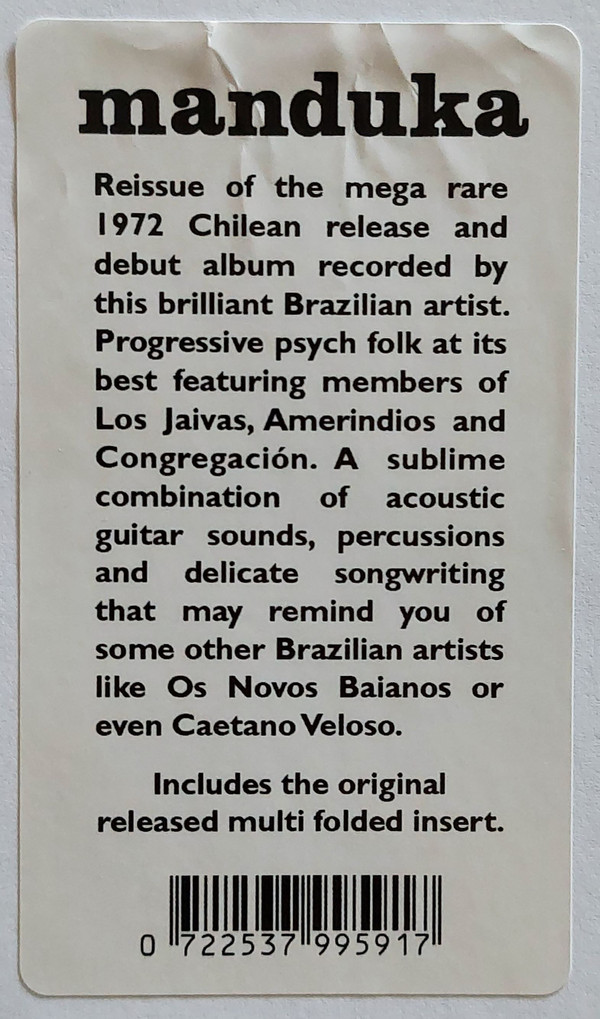 manduka
Reissue of the mega rare
1972 Chilean release and
debut album recorded by
this brilliant Brazilian artist.
Progressive psych folk at its
best featuring members of
Los Jaivas, Amerindios and
Congregación. A sublime
combination of acoustic
guitar sounds, percussions
and delicate songwriting
that may remind you of
some other Brazilian artists
like Os Novos Baianos or
even Caetano Veloso.
Includes the original
released multi folded insert.
0 722537 995917